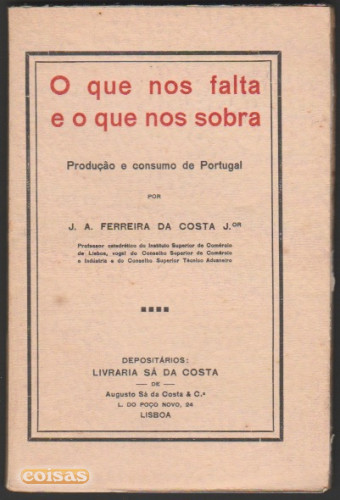 O que nos falta
e o que nos sobra
Produção e consumo de Portugal
POR
J. A. FERREIRA DA COSTA J.OR
Professor catedrático do Instituto Superior de Comércio
de Lisboa, vogal do Conselho Superior de Comércio
e Indústria e do Conselho Superior Técnico Aduaneiro
DEPOSITÁRIOS:
LIVRARIA SÁ DA COSTA
— DE —
Augusto Sá da Costa & C.ª
L. DO POÇO NOVO, 24
LISBOA
coisas